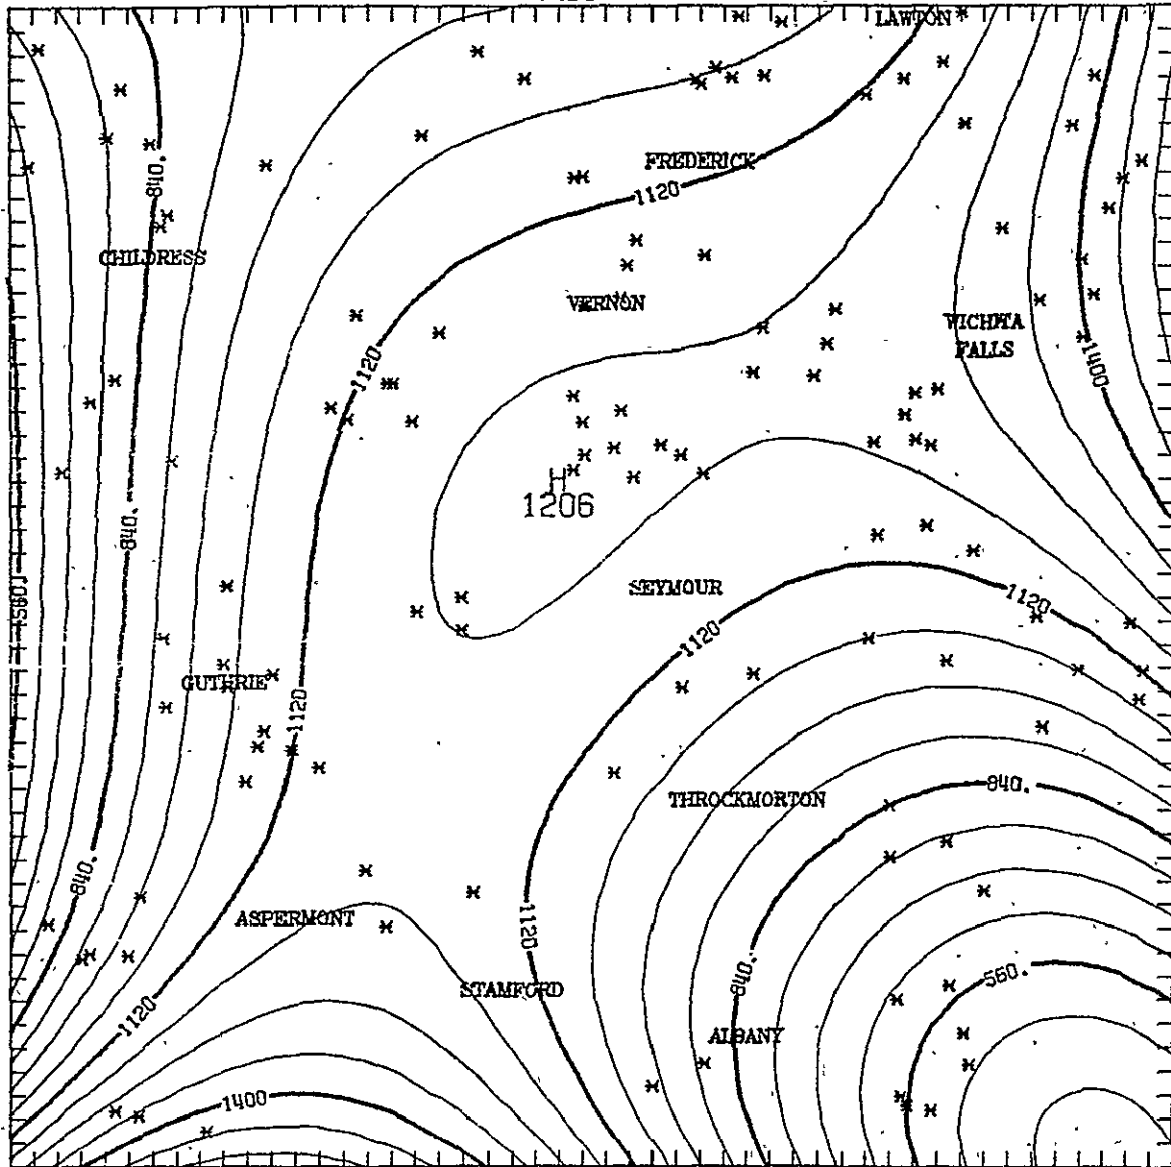 LAWTON
FREDERICK
840.
1120
CHILDRESS
VERNON
WICHITA
FALLS
1120
1400
H
1206
840.
SEYMOUR
1120
1120
GUTHRIE
1120
THROCKMORTON
840.
840.
ASPERMONT
1120
840.
560.
STAMFORD
1120
ALBANY
1400